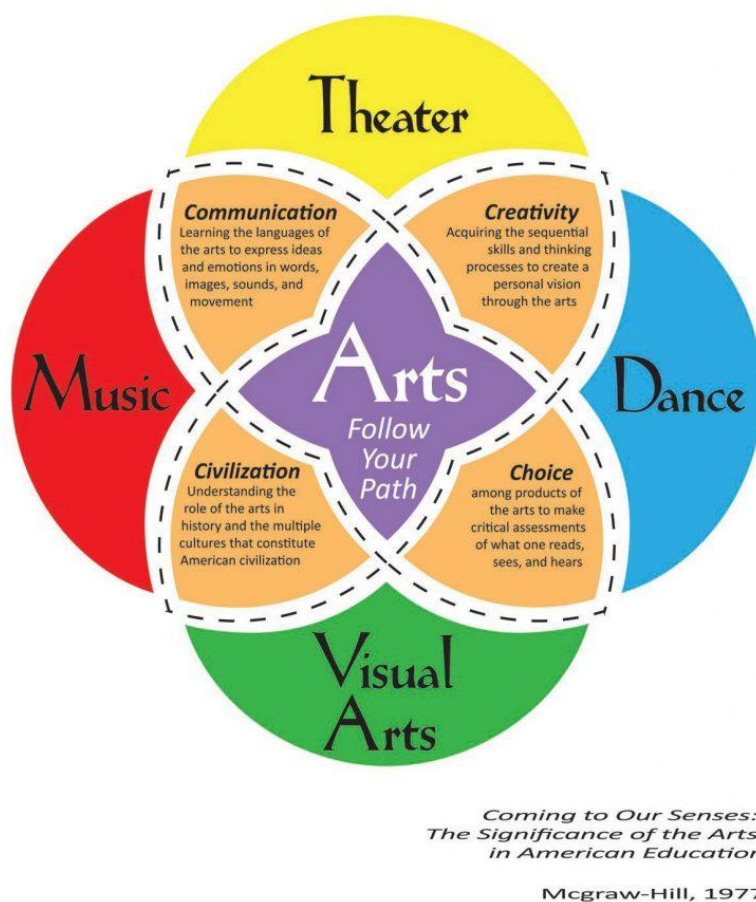 Theater
Communication
Learning the languages of
the arts to express ideas
and emotions in words,
images, sounds, and
movement
Creativity
Acquiring the sequential
skills and thinking
processes to create a
personal vision
through the arts
Music
Arts
Follow
Your
Path
Dance
Civilization
Understanding the
role of the arts in
history and the multiple
cultures that constitute
American civilization
Choice
among products of
the arts to make
critical assessments
of what one reads,
sees, and hears
Visual
Arts
Coming to Our Senses:
The Significance of the Arts
in American Education
Mcgraw-Hill, 1977